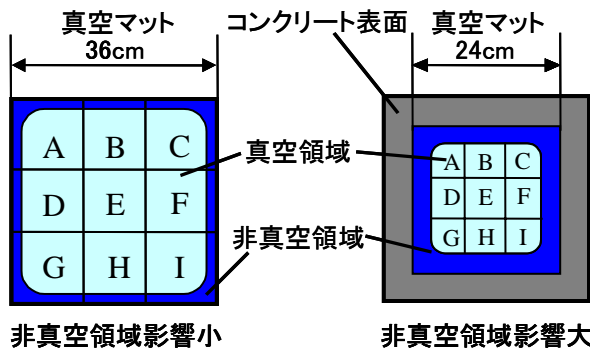 真空マット
36cm
コンクリート表面
真空マット
24cm
A B C
D E F
G H I
真空領域
非真空領域
A B C
D E F
G H I
非真空領域影響小
非真空領域影響大